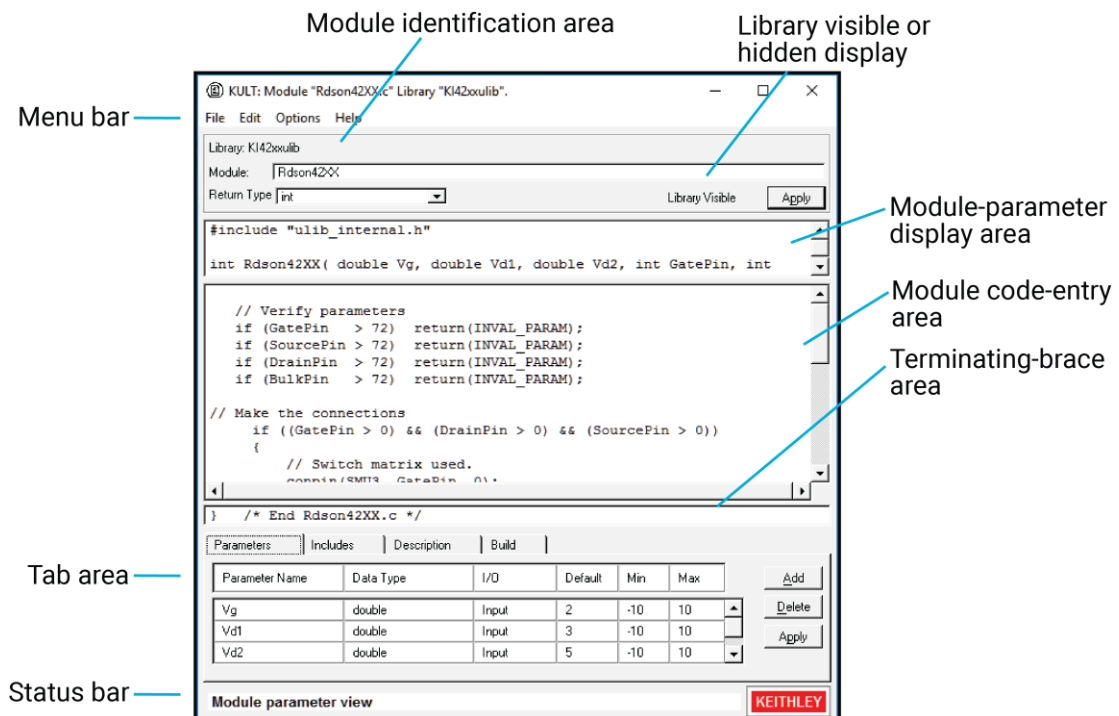 Module identification area
Library visible or
hidden display
Menu bar
KULT: Module "Rdson42XX.c" Library "KI42xxulib".
File Edit Options Help
Library: KI42xxulib
Module: Rdson42XX
Return Type int Library Visible Apply
Module-parameter
display area
#include "ulib_internal.h"
int Rdson42XX( double Vg, double Vd1, double Vd2, int GatePin, int
Module code-entry
area
// Verify parameters
if (GatePin > 72) return(INVAL_PARAM);
if (SourcePin > 72) return(INVAL_PARAM);
if (DrainPin > 72) return(INVAL_PARAM);
if (BulkPin > 72) return(INVAL_PARAM);
Terminating-brace
area
// Make the connections
if ((GatePin > 0) && (DrainPin > 0) && (SourcePin > 0))
{
// Switch matrix used.
conpin(SMU3, GatePin, 0);
} /* End Rdson42XX.c */
Parameters Includes Description Build
Tab area
Parameter Name Data Type I/O Default Min Max Add
Vg double Input 2 -10 10 Delete
Vd1 double Input 3 -10 10 Apply
Vd2 double Input 5 -10 10
Status bar
Module parameter view KEITHLEY